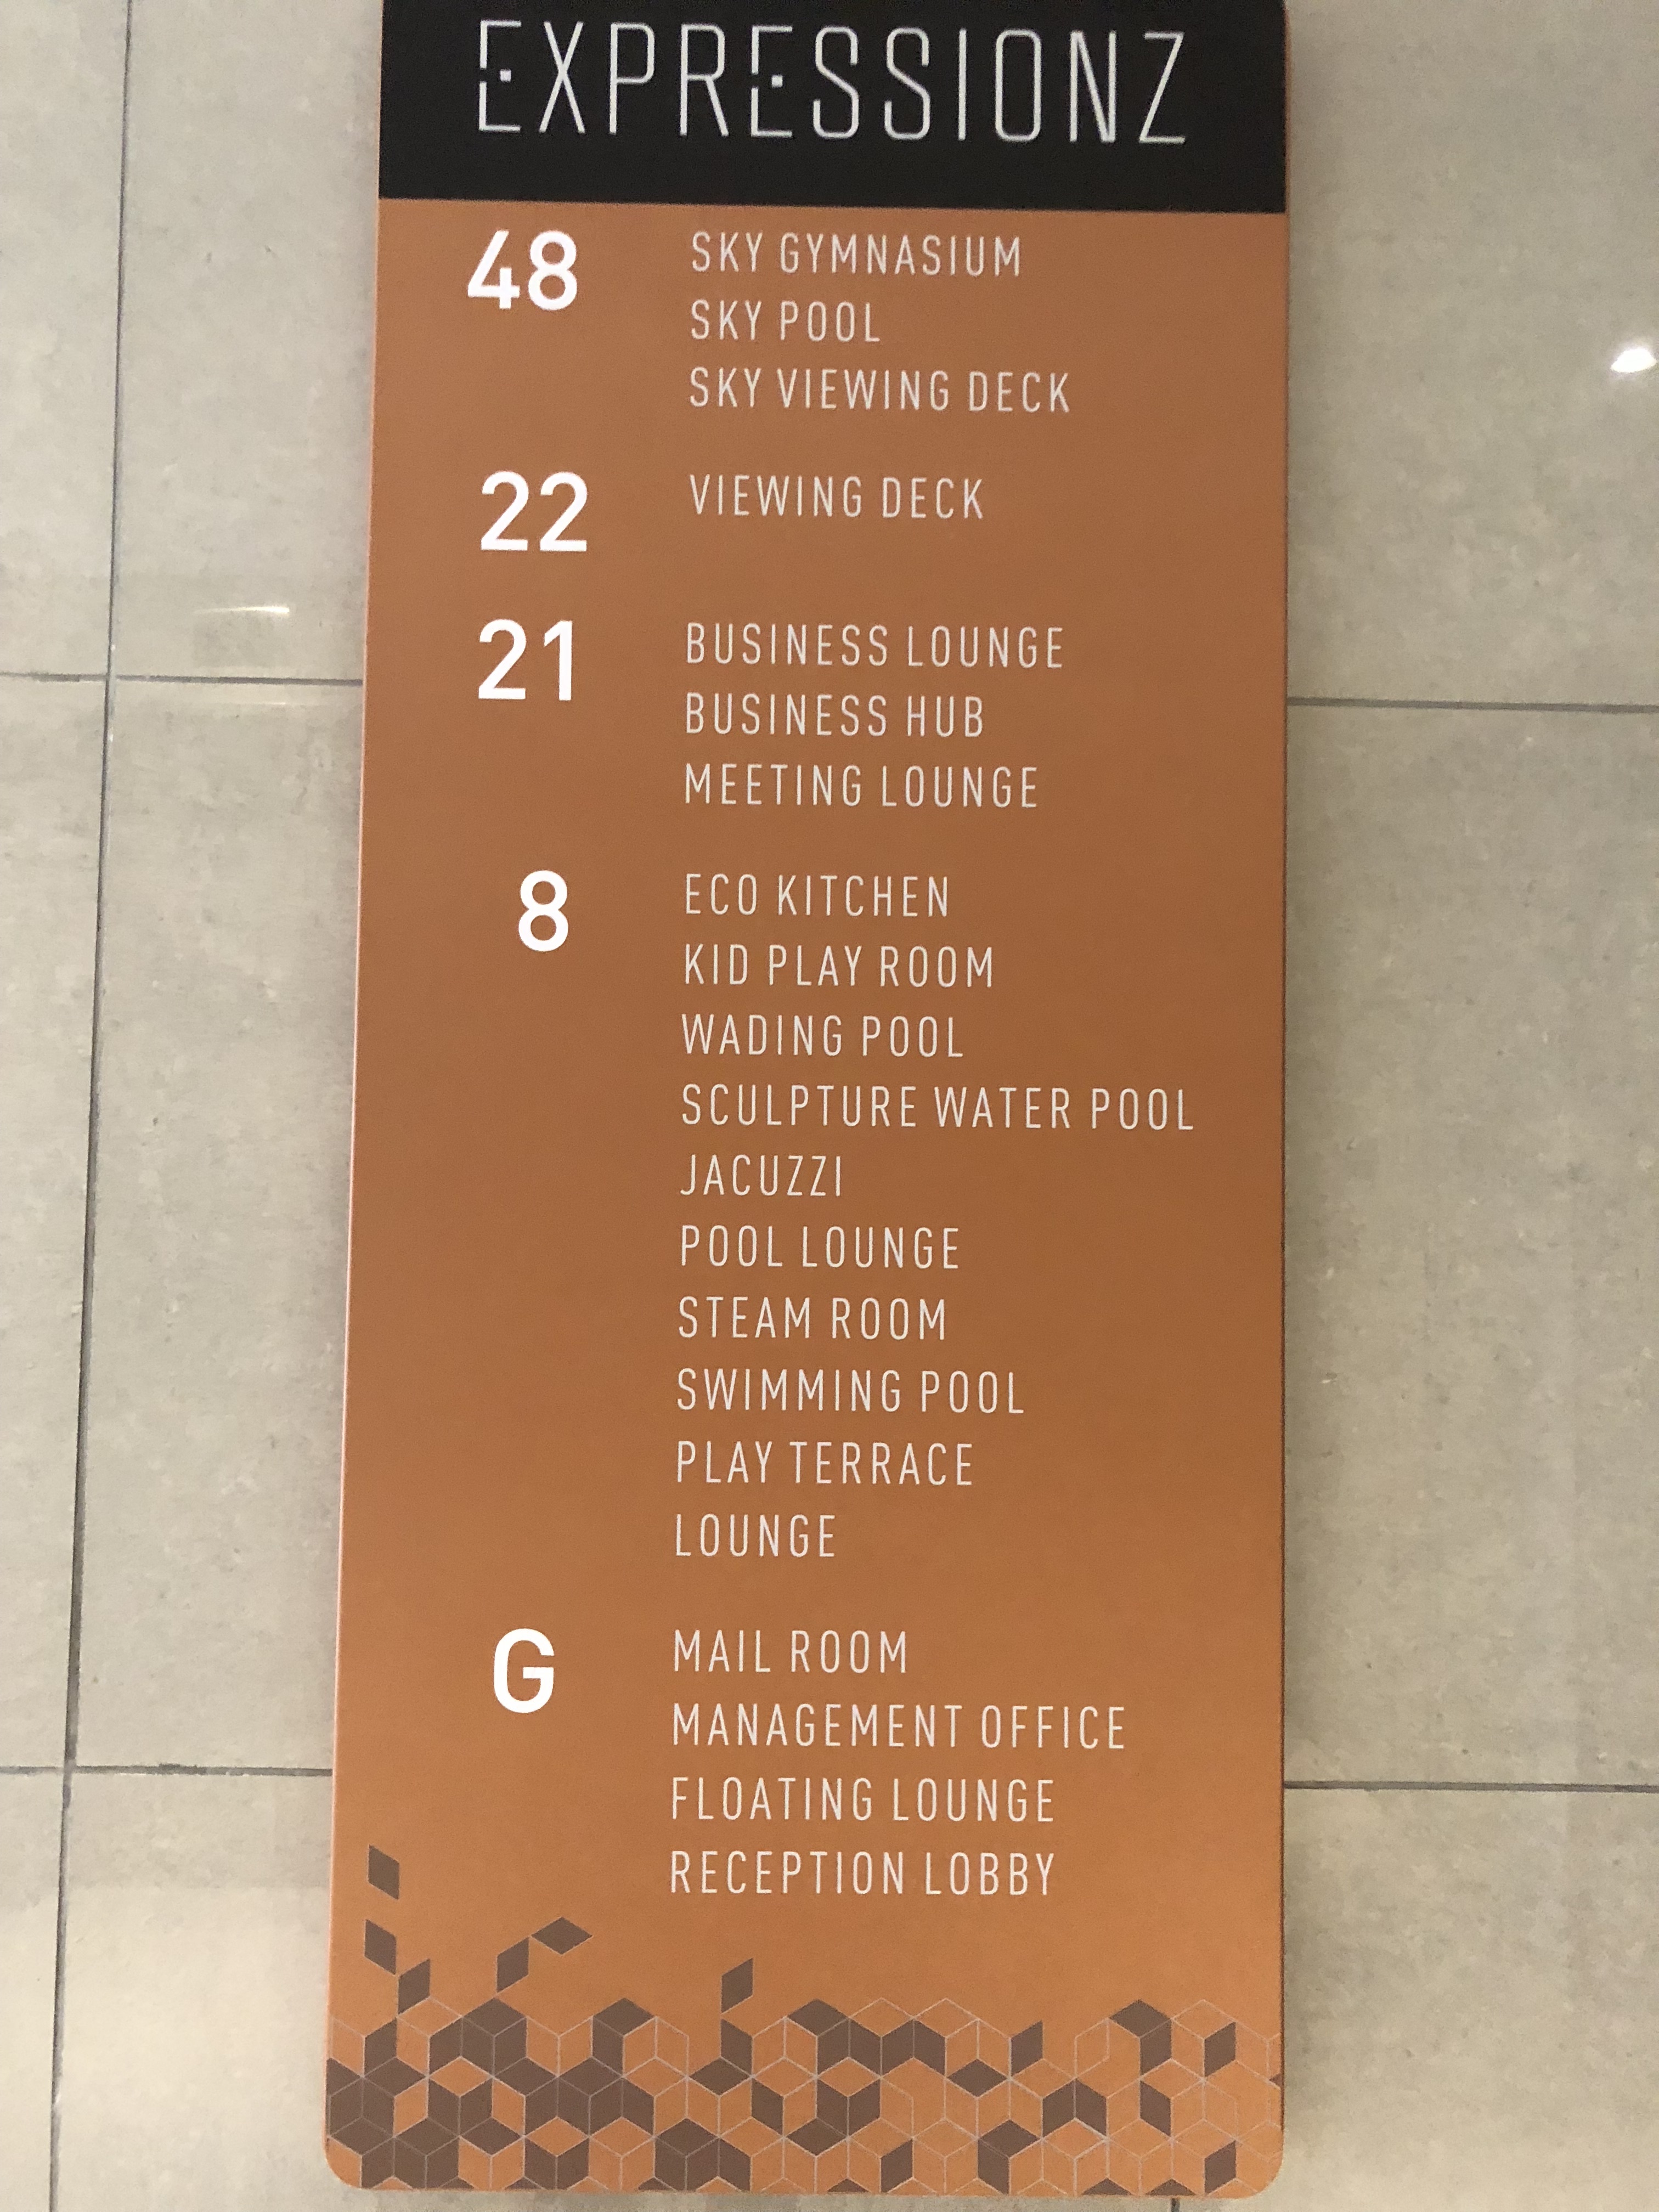 EXPRESSIONZ
48 SKY GYMNASIUM
SKY POOL
SKY VIEWING DECK
22 VIEWING DECK
21 BUSINESS LOUNGE
BUSINESS HUB
MEETING LOUNGE
8 ECO KITCHEN
KID PLAY ROOM
WADING POOL
SCULPTURE WATER POOL
JACUZZI
POOL LOUNGE
STEAM ROOM
SWIMMING POOL
PLAY TERRACE
LOUNGE
G MAIL ROOM
MANAGEMENT OFFICE
FLOATING LOUNGE
RECEPTION LOBBY